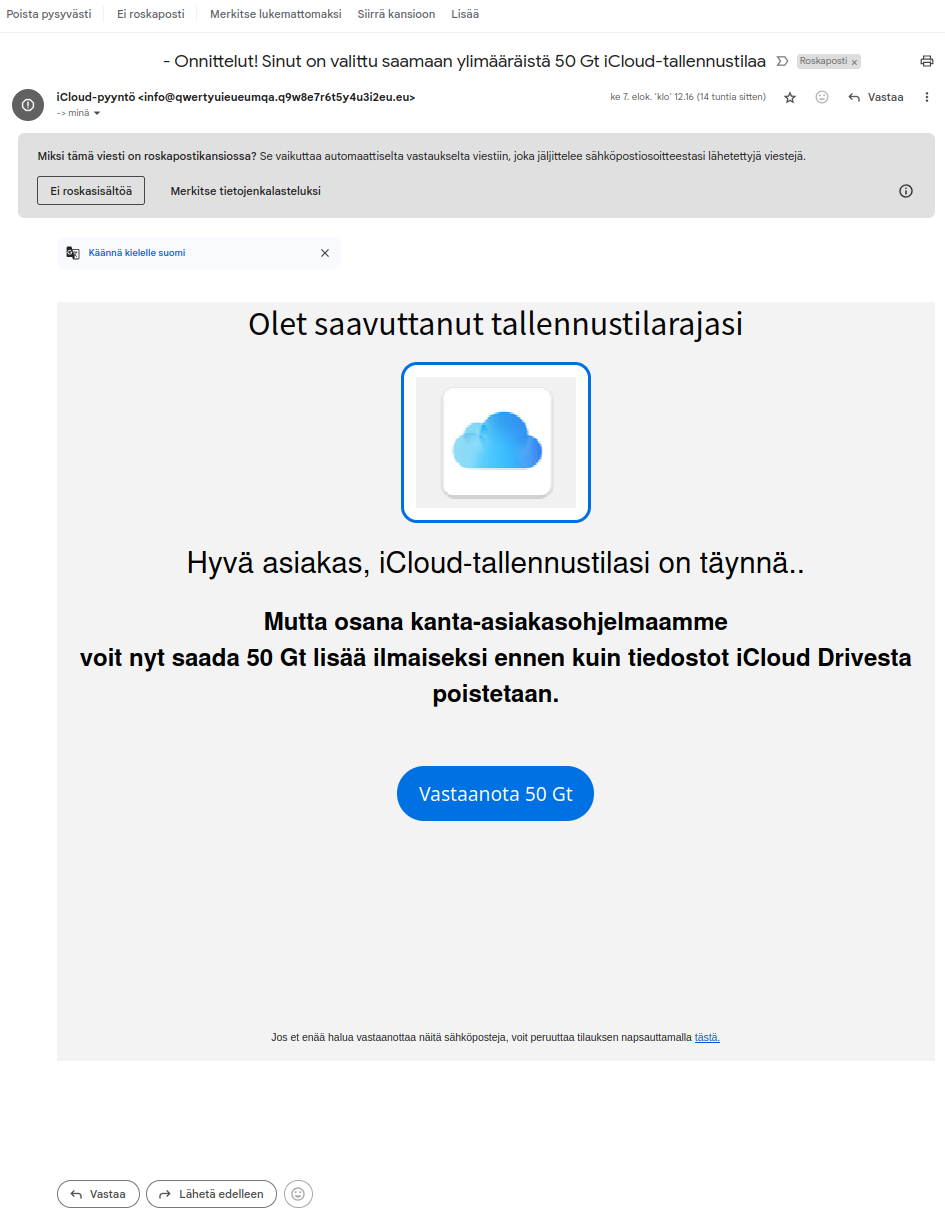 Poista pysyvästi Ei roskaposti Merkitse lukemattomaksi Siirrä kansioon Lisää
- Onnittelut! Sinut on valittu saamaan ylimääräistä 50 Gt iCloud-tallennustilaa Roskaposti x
iCloud-pyyntö <info@qwertyuieueumqa.q9w8e7r6t5y4u3i2eu.eu> ke 7. elok. 'klo' 12.16 (14 tuntia sitten) Vastaa
-> minä
Miksi tämä viesti on roskapostikansiossa? Se vaikuttaa automaattiselta vastaukselta viestiin, joka jäljittelee sähköpostiosoitteestasi lähetettyjä viestejä.
Ei roskasisältöä Merkitse tietojenkalasteluksi
Käännä kielelle suomi
Olet saavuttanut tallennustilarajasi
Hyvä asiakas, iCloud-tallennustilasi on täynnä..
Mutta osana kanta-asiakasohjelmaamme
voit nyt saada 50 Gt lisää ilmaiseksi ennen kuin tiedostot iCloud Drivesta
poistetaan.
Vastaanota 50 Gt
Jos et enää halua vastaanottaa näitä sähköposteja, voit peruuttaa tilauksen napsauttamalla tästä.
Vastaa Lähetä edelleen